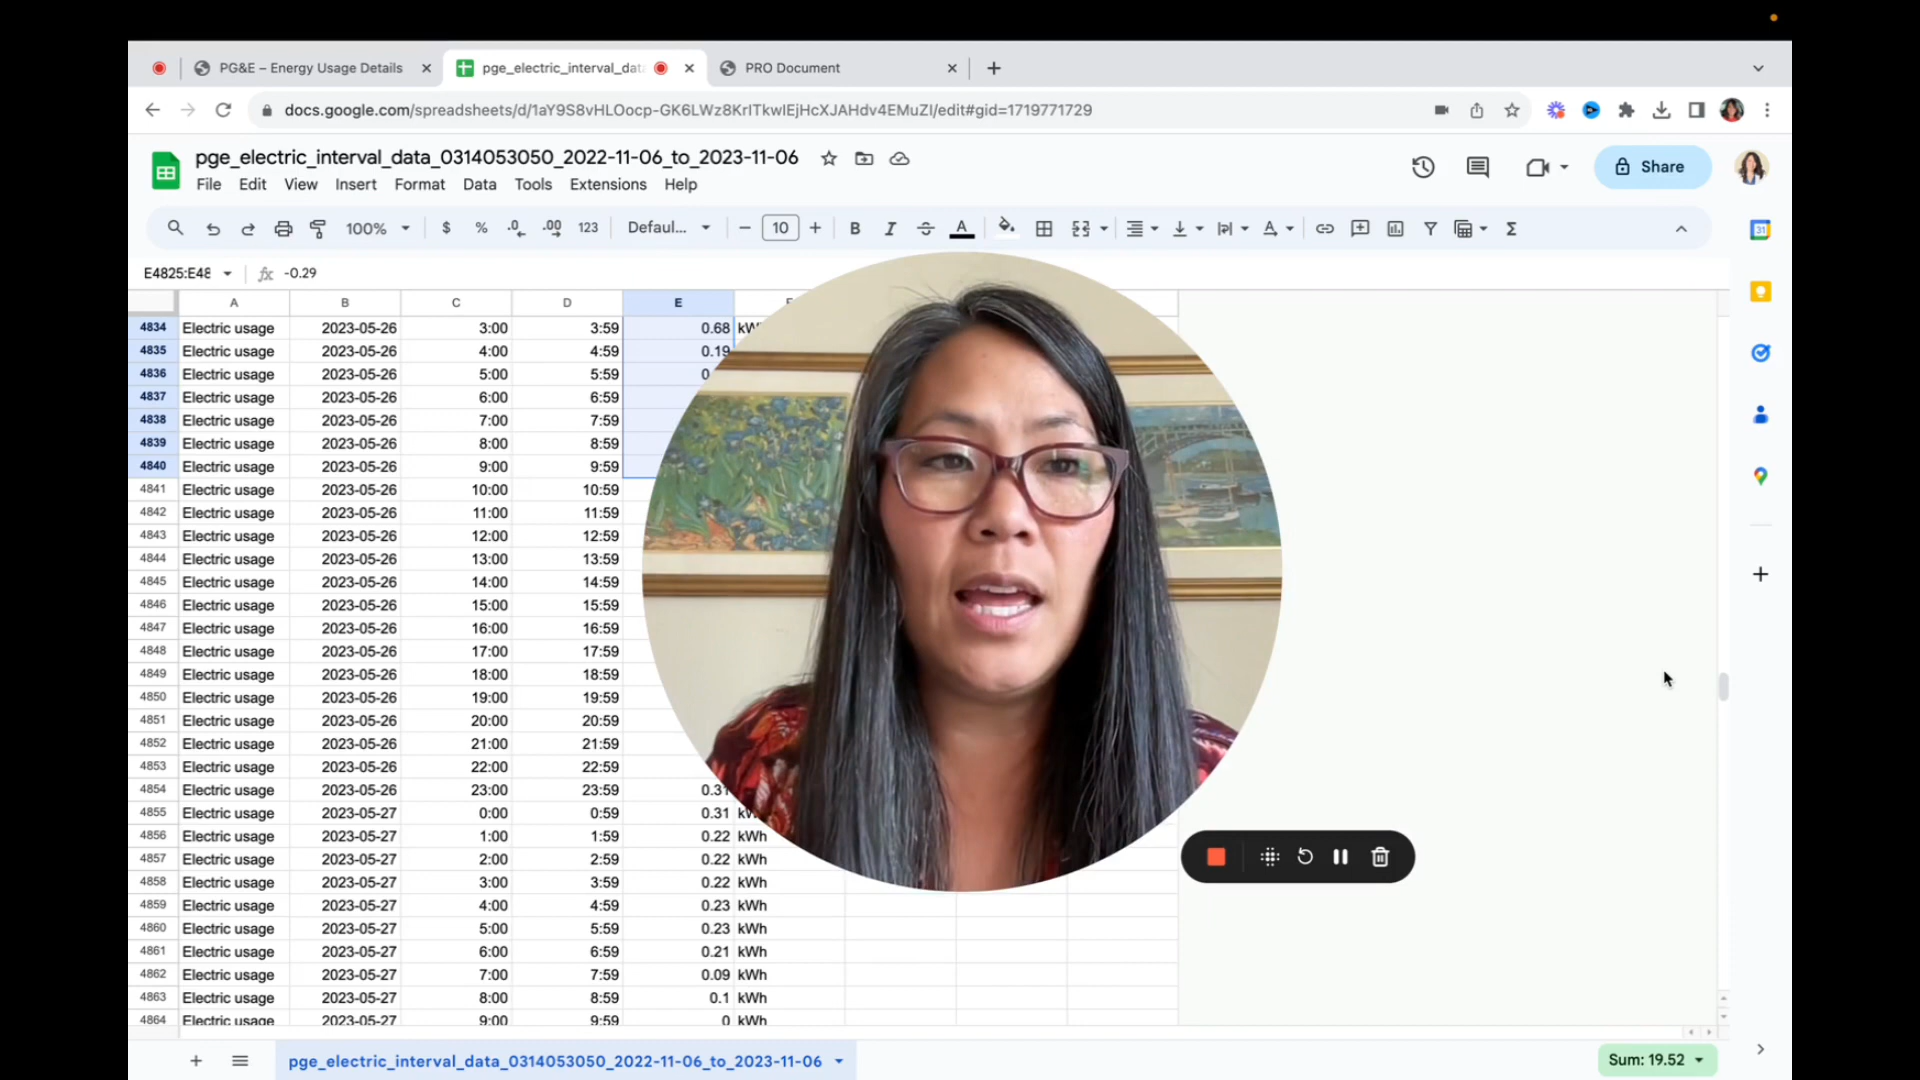 PG&E – Energy Usage Details
pge_electric_interval_dat
PRO Document
docs.google.com/spreadsheets/d/1aY9S8vHLOocp-GK6LWz8KrITkwIEjHcXJAHdv4EMuZI/edit#gid=1719771729
pge_electric_interval_data_0314053050_2022-11-06_to_2023-11-06
File Edit View Insert Format Data Tools Extensions Help
Share
100% $ % .0 .00 123 Defaul... 10 B I A Σ
31
E4825:E48 fx -0.29
A B C D E
4834 Electric usage 2023-05-26 3:00 3:59 0.68
4835 Electric usage 2023-05-26 4:00 4:59 0.19
4836 Electric usage 2023-05-26 5:00 5:59
4837 Electric usage 2023-05-26 6:00 6:59
4838 Electric usage 2023-05-26 7:00 7:59
4839 Electric usage 2023-05-26 8:00 8:59
4840 Electric usage 2023-05-26 9:00 9:59
4841 Electric usage 2023-05-26 10:00 10:59
4842 Electric usage 2023-05-26 11:00 11:59
4843 Electric usage 2023-05-26 12:00 12:59
4844 Electric usage 2023-05-26 13:00 13:59
4845 Electric usage 2023-05-26 14:00 14:59
4846 Electric usage 2023-05-26 15:00 15:59
4847 Electric usage 2023-05-26 16:00 16:59
4848 Electric usage 2023-05-26 17:00 17:59
4849 Electric usage 2023-05-26 18:00 18:59
4850 Electric usage 2023-05-26 19:00 19:59
4851 Electric usage 2023-05-26 20:00 20:59
4852 Electric usage 2023-05-26 21:00 21:59
4853 Electric usage 2023-05-26 22:00 22:59
4854 Electric usage 2023-05-26 23:00 23:59 0.31
4855 Electric usage 2023-05-27 0:00 0:59 0.31 kWh
4856 Electric usage 2023-05-27 1:00 1:59 0.22 kWh
4857 Electric usage 2023-05-27 2:00 2:59 0.22 kWh
4858 Electric usage 2023-05-27 3:00 3:59 0.22 kWh
4859 Electric usage 2023-05-27 4:00 4:59 0.23 kWh
4860 Electric usage 2023-05-27 5:00 5:59 0.23 kWh
4861 Electric usage 2023-05-27 6:00 6:59 0.21 kWh
4862 Electric usage 2023-05-27 7:00 7:59 0.09 kWh
4863 Electric usage 2023-05-27 8:00 8:59 0.1 kWh
4864 Electric usage 2023-05-27 9:00 9:59 0 kWh
pge_electric_interval_data_0314053050_2022-11-06_to_2023-11-06
Sum: 19.52